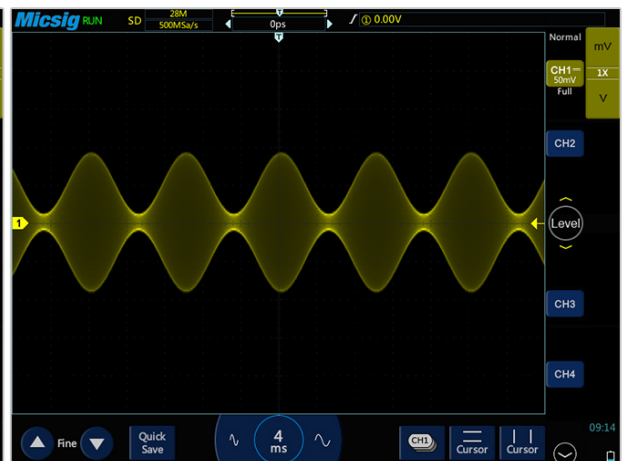 Micsig RUN SD 28M
500MSa/s
0ps
1 0.00V
T
T
Normal
mV
CH1
50mV
1X
Full
V
CH2
1
Level
CH3
CH4
09:14
Fine
Quick
Save
4
ms
CH1
Cursor
Cursor